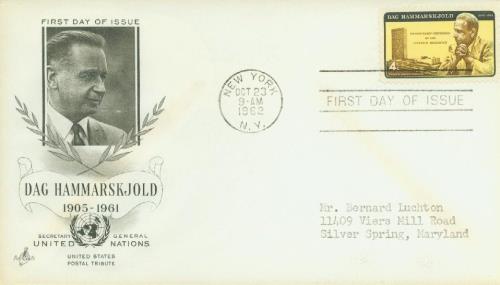 FIRST DAY OF ISSUE
DAG HAMMARSKJOLD
1905-1961
SECRETARY GENERAL
UNITED NATIONS
UNITED STATES
POSTAL TRIBUTE
NEW YORK
OCT 23
9-AM
1962
N.Y.
FIRST DAY OF ISSUE
DAG HAMMARSKJOLD
4
Mr. Bernard Luchton
11409 Viers Mill Road
Silver Spring, Maryland